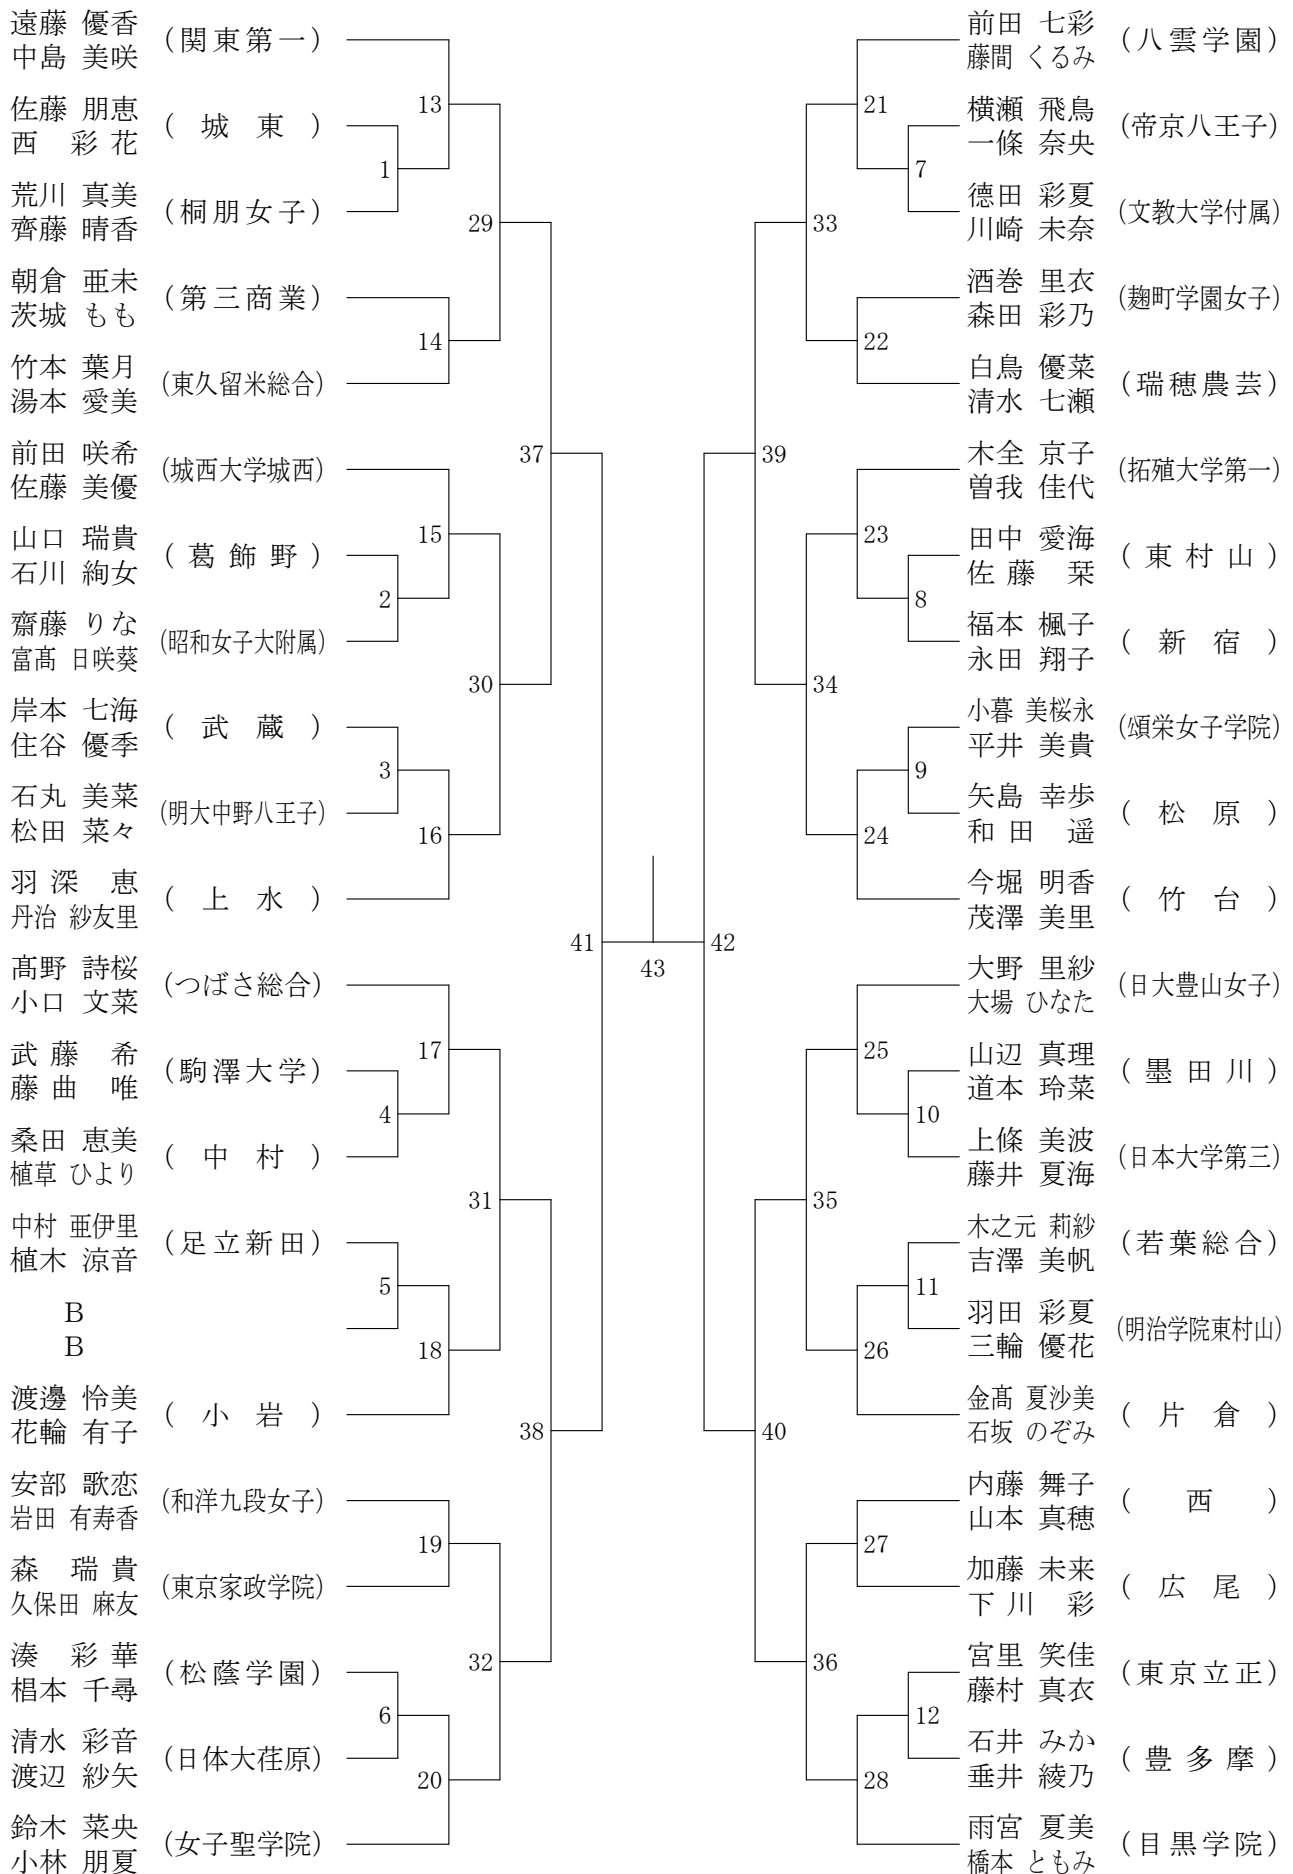 遠藤 優香
中島 美咲
(関東第一)
佐藤 朋恵
西 彩花
(城東)
荒川 真美
齊藤 晴香
(桐朋女子)
朝倉 亜未
茨城 もも
(第三商業)
竹本 葉月
湯本 愛美
(東久留米総合)
前田 咲希
佐藤 美優
(城西大学城西)
山口 瑞貴
石川 絢女
(葛飾野)
齋藤 りな
富髙 日咲葵
(昭和女子大附属)
岸本 七海
住谷 優季
(武蔵)
石丸 美菜
松田 菜々
(明大中野八王子)
羽深 恵
丹治 紗友里
(上水)
髙野 詩桜
小口 文菜
(つばさ総合)
武藤 希
藤曲 唯
(駒澤大学)
桑田 恵美
植草 ひより
(中村)
中村 亜伊里
植木 涼音
(足立新田)
B
B
渡邊 怜美
花輪 有子
(小岩)
安部 歌恋
岩田 有寿香
(和洋九段女子)
森 瑞貴
久保田 麻友
(東京家政学院)
湊 彩華
椙本 千尋
(松蔭学園)
清水 彩音
渡辺 紗矢
(日体大荏原)
鈴木 菜央
小林 朋夏
(女子聖学院)
1
2
3
4
5
6
13
14
15
16
17
18
19
20
29
30
31
32
37
38
41
43
42
39
40
33
34
35
36
21
22
23
24
25
26
27
28
7
8
9
10
11
12
前田 七彩
藤間 くるみ
(八雲学園)
横瀬 飛鳥
一條 奈央
(帝京八王子)
德田 彩夏
川崎 未奈
(文教大学付属)
酒巻 里衣
森田 彩乃
(麹町学園女子)
白鳥 優菜
清水 七瀬
(瑞穂農芸)
木全 京子
曽我 佳代
(拓殖大学第一)
田中 愛海
佐藤 栞
(東村山)
福本 楓子
永田 翔子
(新宿)
小暮 美桜永
平井 美貴
(頌栄女子学院)
矢島 幸歩
和田 遥
(松原)
今堀 明香
茂澤 美里
(竹台)
大野 里紗
大場 ひなた
(日大豊山女子)
山辺 真理
道本 玲菜
(墨田川)
上條 美波
藤井 夏海
(日本大学第三)
木之元 莉紗
吉澤 美帆
(若葉総合)
羽田 彩夏
三輪 優花
(明治学院東村山)
金髙 夏沙美
石坂 のぞみ
(片倉)
内藤 舞子
山本 真穂
(西)
加藤 未来
下川 彩
(広尾)
宮里 笑佳
藤村 真衣
(東京立正)
石井 みか
垂井 綾乃
(豊多摩)
雨宮 夏美
橋本 ともみ
(目黒学院)